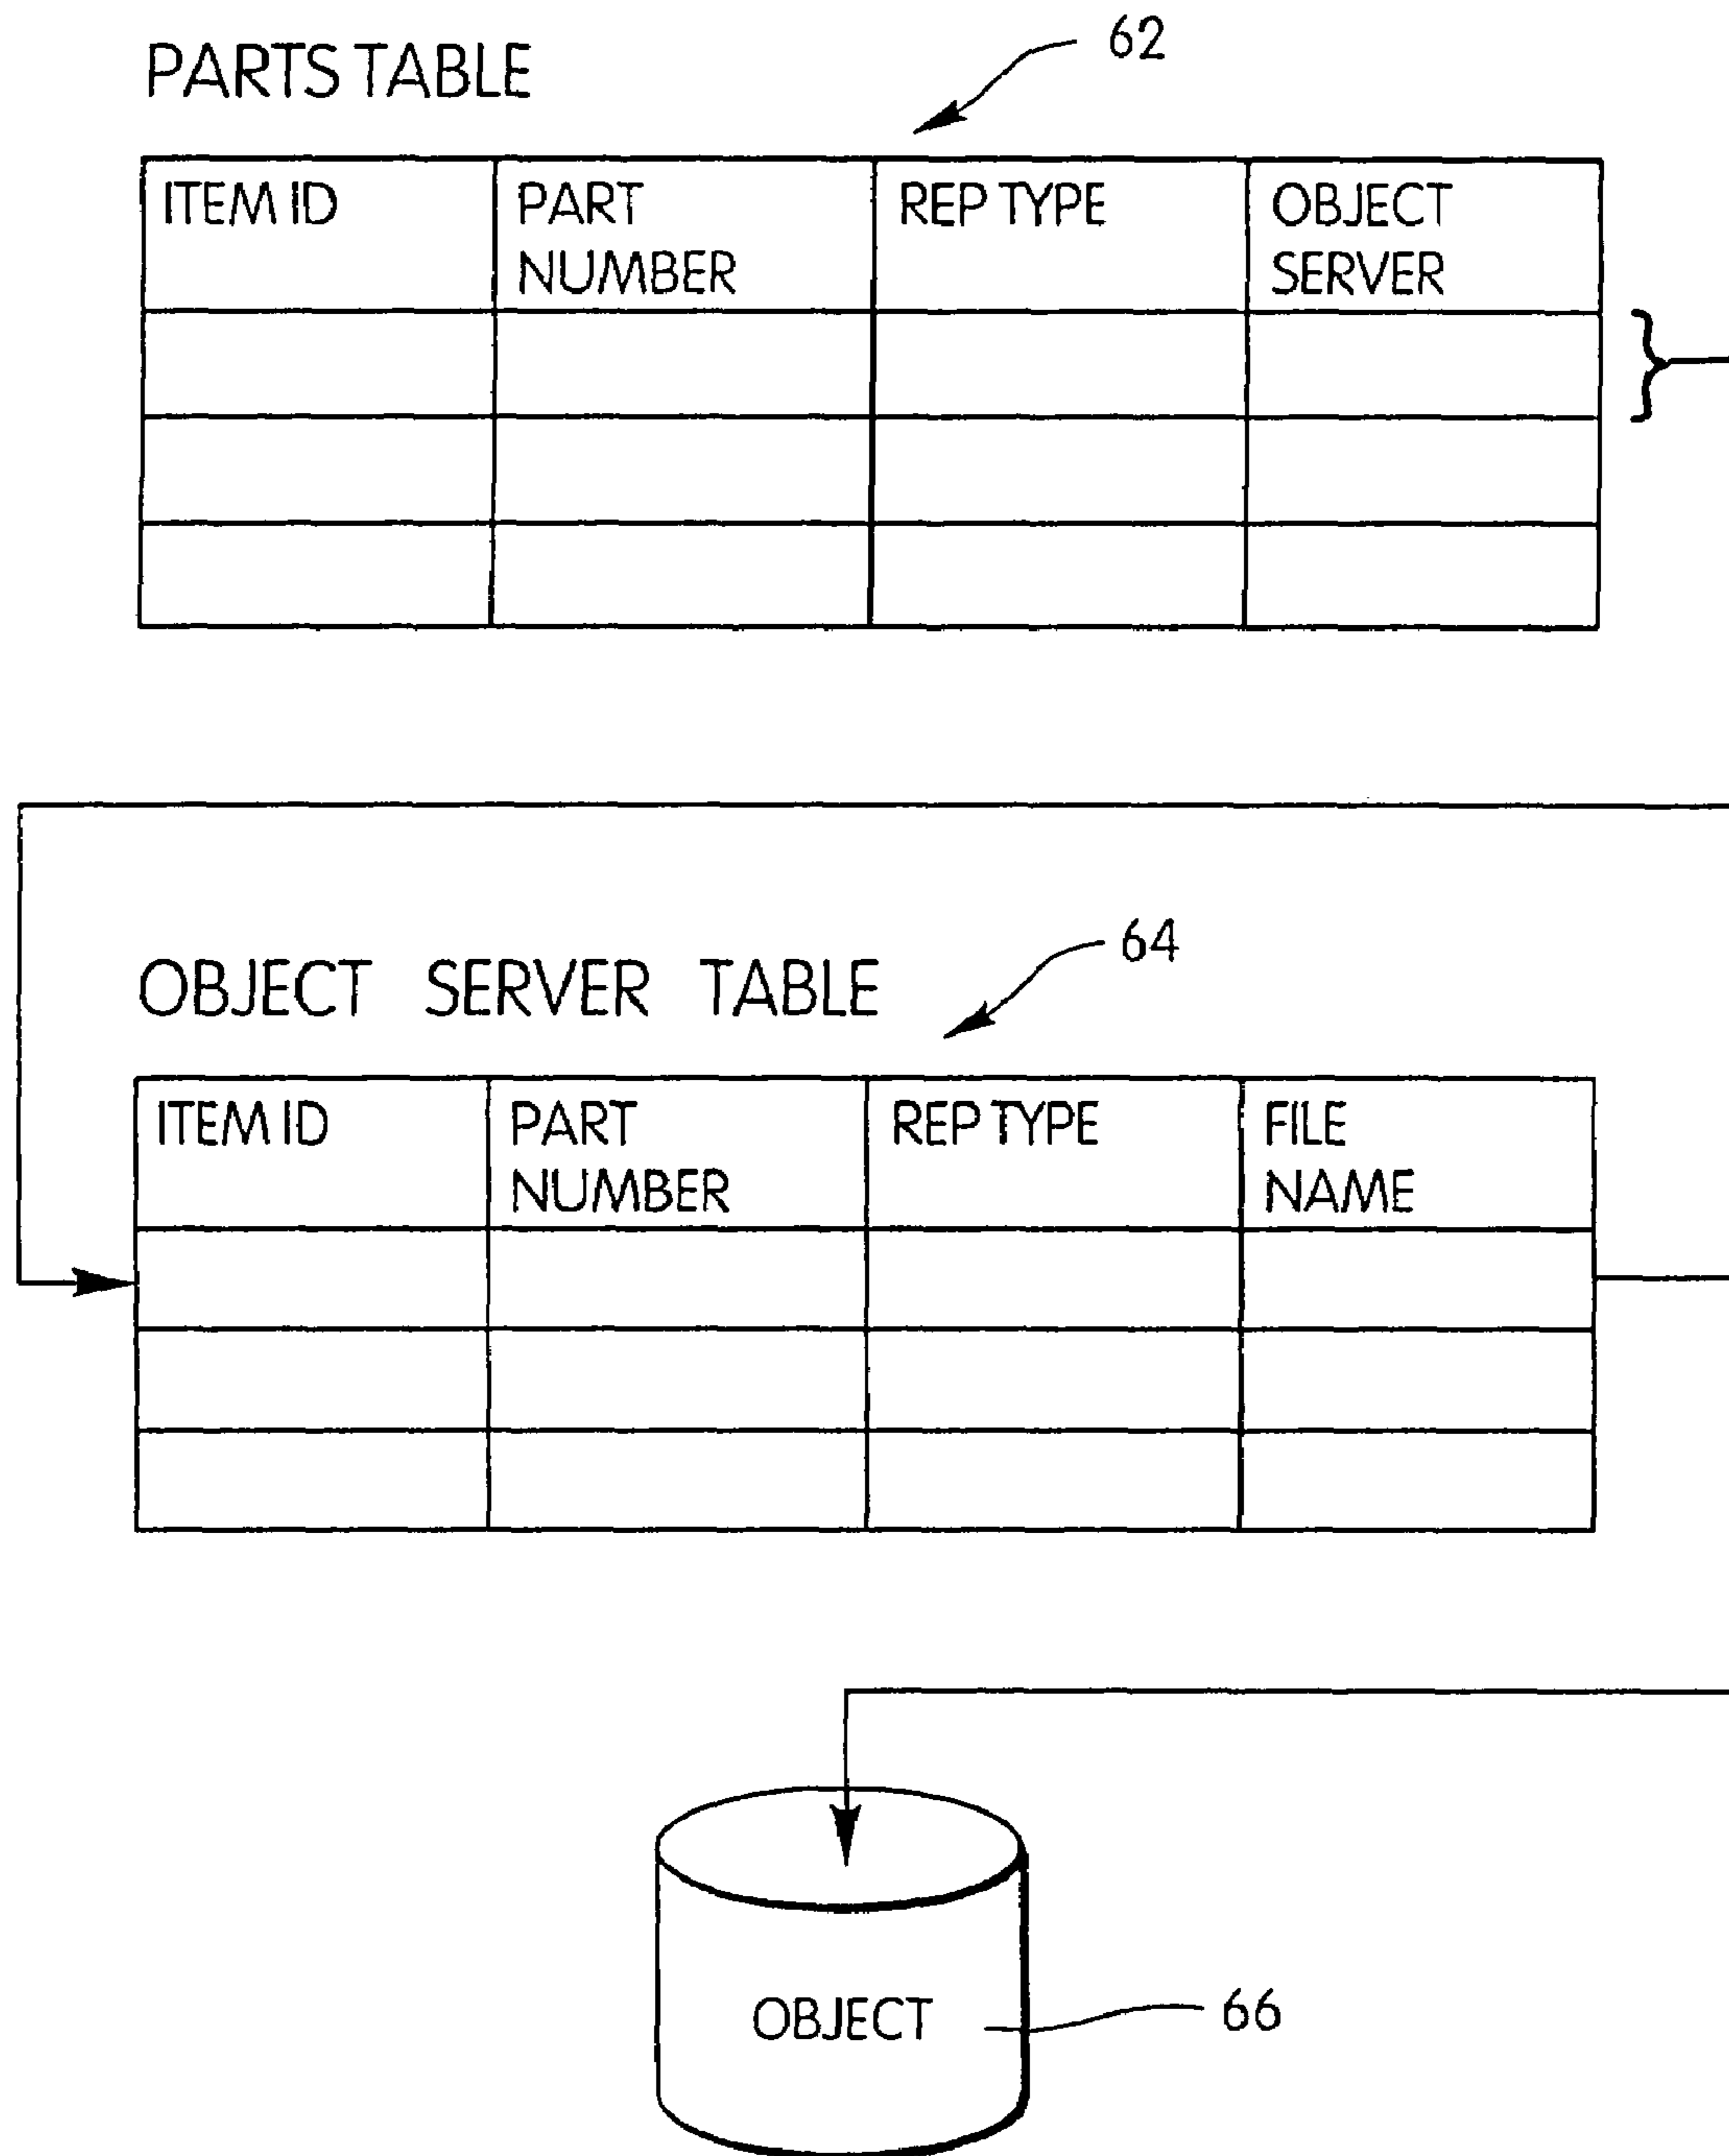 62
PARTS TABLE
ITEM ID
PART
NUMBER
REP TYPE
OBJECT
SERVER
64
OBJECT SERVER TABLE
ITEM ID
PART
NUMBER
REP TYPE
FILE
NAME
OBJECT
66